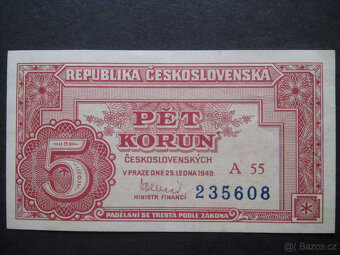 REPUBLIKA ČESKOSLOVENSKÁ
PĚT
KORUN
ČESKOSLOVENSKÝCH
V PRAZE DNE 25. LEDNA 1949.
A 55
5
235608
MINISTR FINANCÍ
PADĚLÁNÍ SE TRESTÁ PODLE ZÁKONA
Bazoš.cz